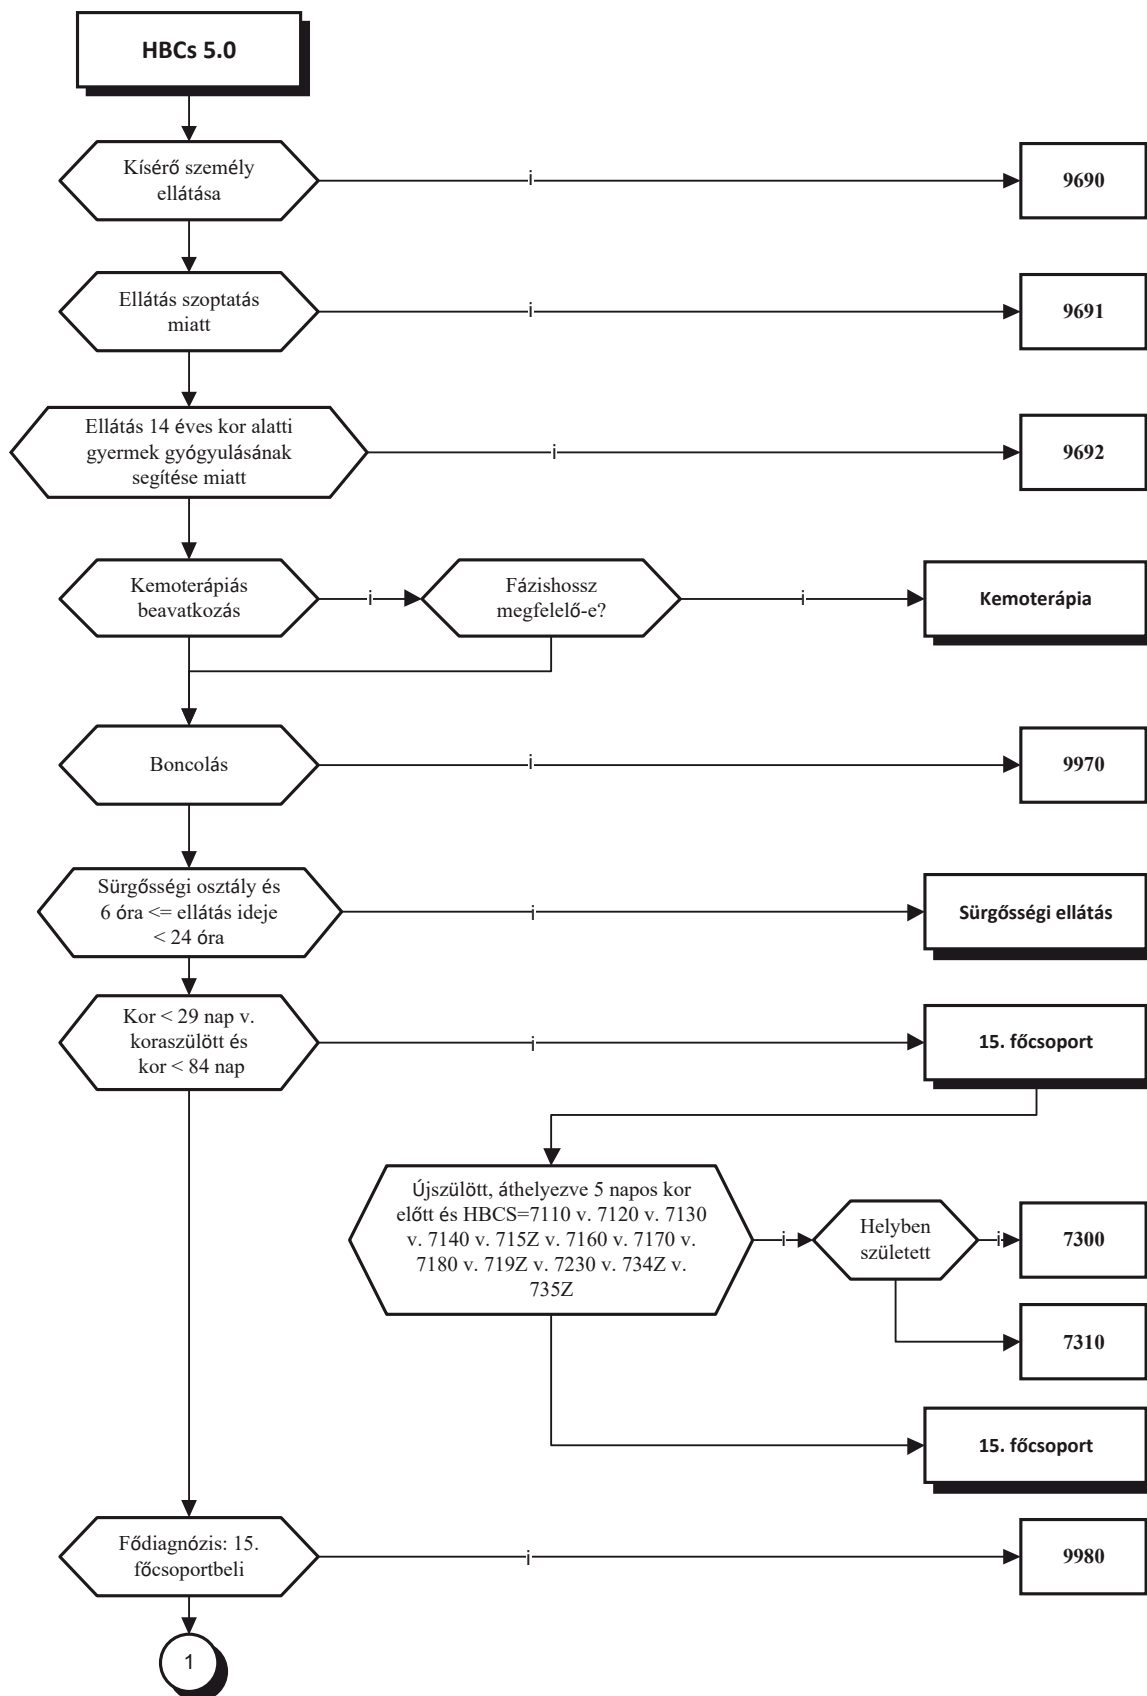 HBCs 5.0
Kísérő személy
ellátása
i
9690
Ellátás szoptatás
miatt
i
9691
Ellátás 14 éves kor alatti
gyermek gyógyulásának
segítése miatt
i
9692
Kemoterápiás
beavatkozás
i
Fázishossz
megfelelő-e?
i
Kemoterápia
Boncolás
i
9970
Sürgősségi osztály és
6 óra <= ellátás ideje
< 24 óra
i
Sürgősségi ellátás
Kor < 29 nap v.
koraszülött és
kor < 84 nap
i
15. főcsoport
Újszülött, áthelyezve 5 napos kor
előtt és HBCS=7110 v. 7120 v. 7130
v. 7140 v. 715Z v. 7160 v. 7170 v.
7180 v. 719Z v. 7230 v. 734Z v.
735Z
i
Helyben
született
i
7300
7310
15. főcsoport
Fődiagnózis: 15.
főcsoportbeli
i
9980
1